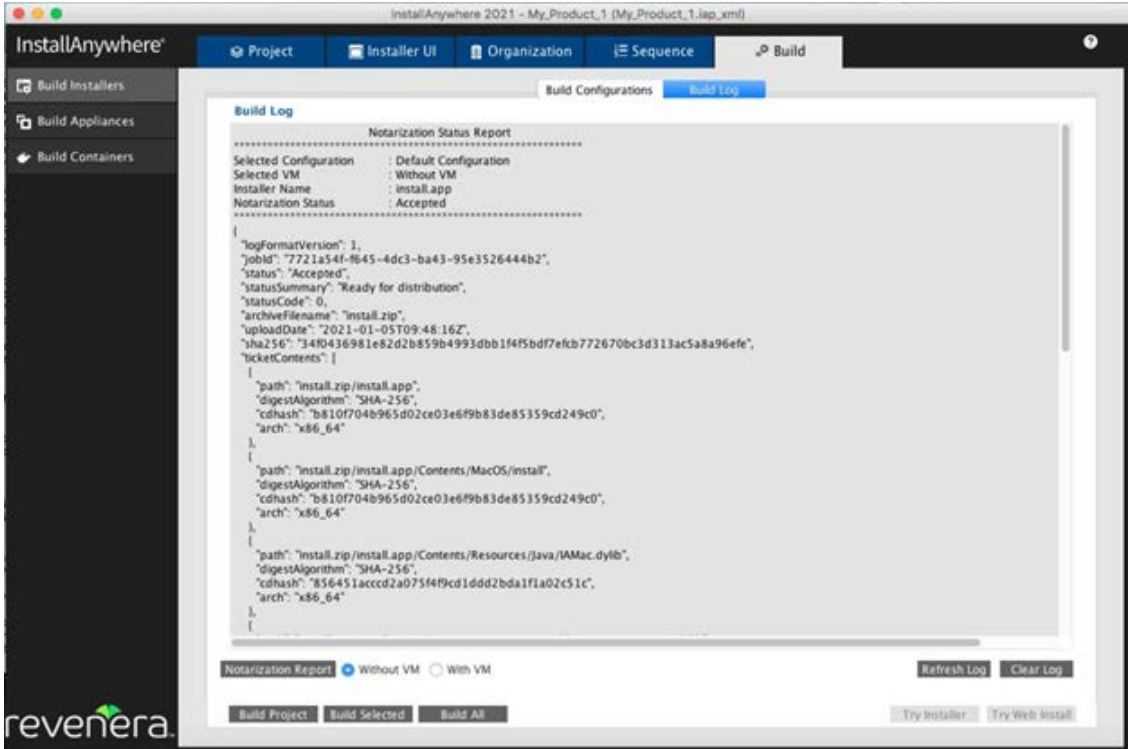 InstallAnywhere 2021 - My_Product_1 (My_Product_1.iap_xml)
InstallAnywhere®
Project
Installer UI
Organization
Sequence
Build
Build Installers
Build Appliances
Build Containers
Build Configurations
Build Log
Build Log
Notarization Status Report
Selected Configuration : Default Configuration
Selected VM : Without VM
Installer Name : install.app
Notarization Status : Accepted
{
"logFormatVersion": 1,
"jobId": "7721a54f-f645-4dc3-ba43-95e3526444b2",
"status": "Accepted",
"statusSummary": "Ready for distribution",
"statusCode": 0,
"archiveFilename": "install.zip",
"uploadDate": "2021-01-05T09:48:16Z",
"sha256": "34f0436981e82d2b859b4993dbb1f4f5bdf7efcb772670bc3d313ac5a8a96efe",
"ticketContents": [
{
"path": "install.zip/install.app",
"digestAlgorithm": "SHA-256",
"cdhash": "b810f704b965d02ce03e6f9b83de85359cd249c0",
"arch": "x86_64"
},
{
"path": "install.zip/install.app/Contents/MacOS/install",
"digestAlgorithm": "SHA-256",
"cdhash": "b810f704b965d02ce03e6f9b83de85359cd249c0",
"arch": "x86_64"
},
{
"path": "install.zip/install.app/Contents/Resources/Java/IAMac.dylib",
"digestAlgorithm": "SHA-256",
"cdhash": "856451acccd2a075f4f9cd1ddd2bda1f1a02c51c",
"arch": "x86_64"
},
{
Notarization Report
Without VM
With VM
Refresh Log
Clear Log
Build Project
Build Selected
Build All
Try Installer
Try Web Install
revenera.